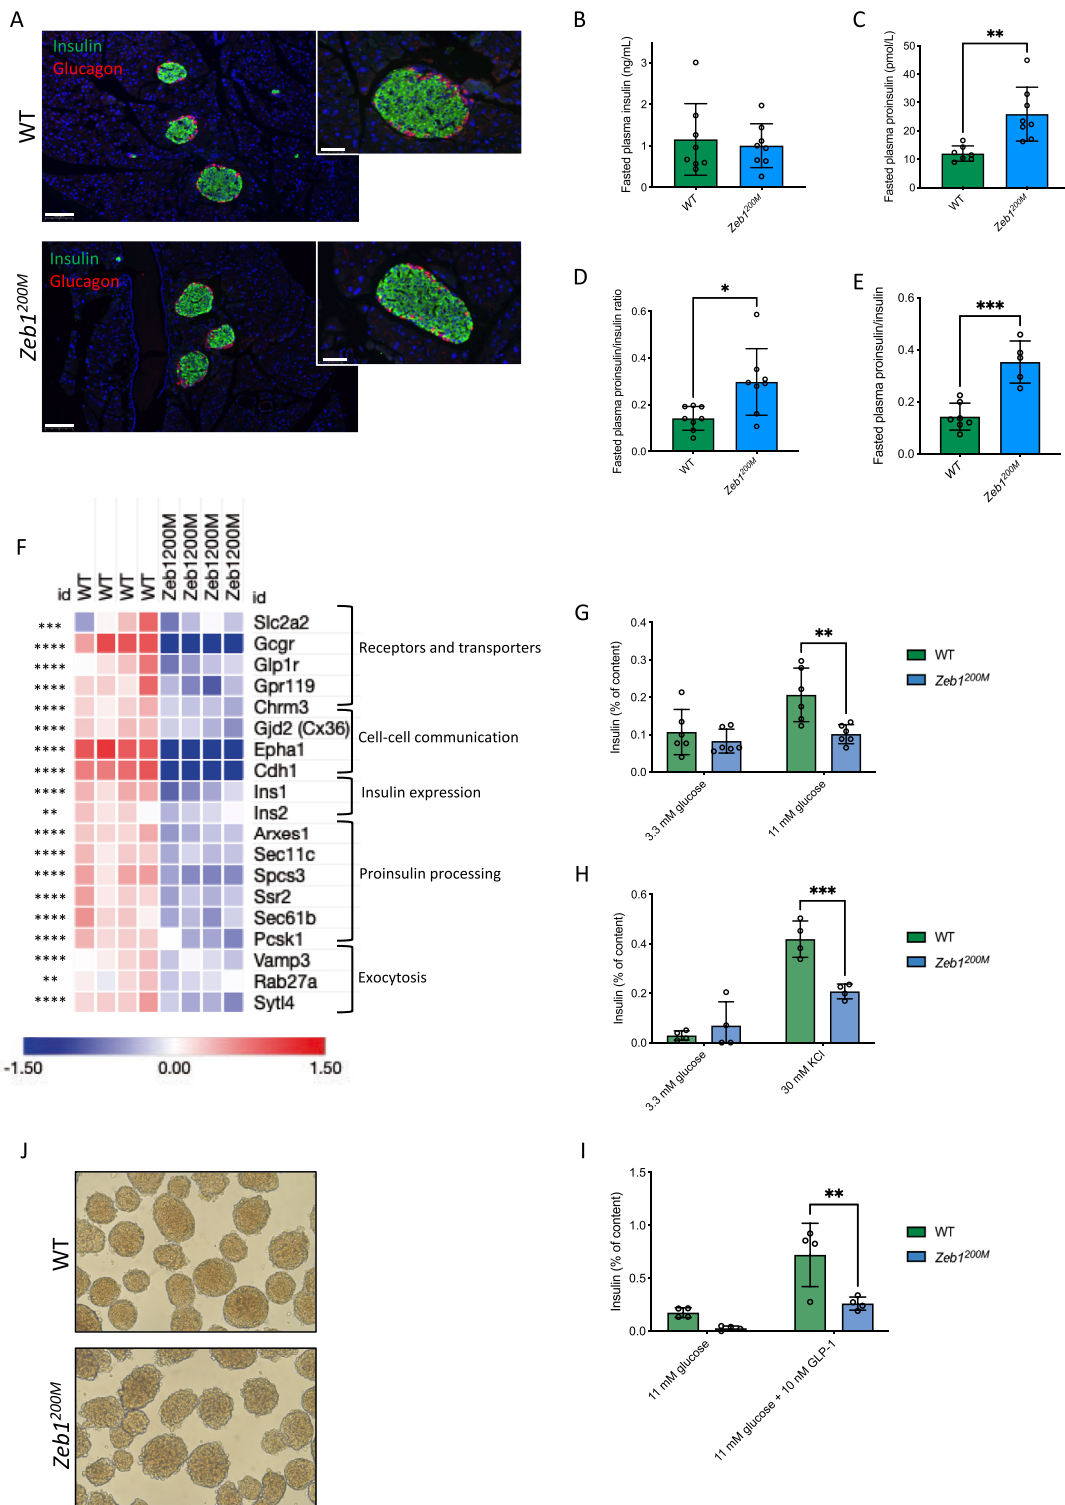 A
Insulin
Glucagon
WT
Insulin
Glucagon
Zeb1200M
B
Fasted plasma insulin (ng/mL)
4
3
2
1
0
WT
Zeb1200M
C
Fasted plasma proinsulin (pmol/L)
50
40
30
20
10
0
**
WT
Zeb1200M
D
Fasted plasma proinsulin/insulin ratio
0.8
0.6
0.4
0.2
0.0
*
WT
Zeb1200M
E
Fasted plasma proinsulin/insulin
0.6
0.4
0.2
0.0
***
WT
Zeb1200M
F
id WT WT WT WT Zeb1200M Zeb1200M Zeb1200M Zeb1200M id
*** Slc2a2
**** Gcgr
**** Glp1r
**** Gpr119
**** Chrm3
Receptors and transporters
**** Gjd2 (Cx36)
**** Epha1
**** Cdh1
Cell-cell communication
**** Ins1
** Ins2
Insulin expression
**** Arxes1
**** Sec11c
**** Spcs3
**** Ssr2
**** Sec61b
**** Pcsk1
Proinsulin processing
**** Vamp3
** Rab27a
**** Sytl4
Exocytosis
-1.50 0.00 1.50
G
Insulin (% of content)
0.4
0.3
0.2
0.1
0.0
**
3.3 mM glucose
11 mM glucose
WT
Zeb1200M
H
Insulin (% of content)
0.6
0.4
0.2
0.0
***
3.3 mM glucose
30 mM KCl
WT
Zeb1200M
I
Insulin (% of content)
1.5
1.0
0.5
0.0
**
11 mM glucose
11 mM glucose + 10 nM GLP-1
WT
Zeb1200M
J
WT
Zeb1200M